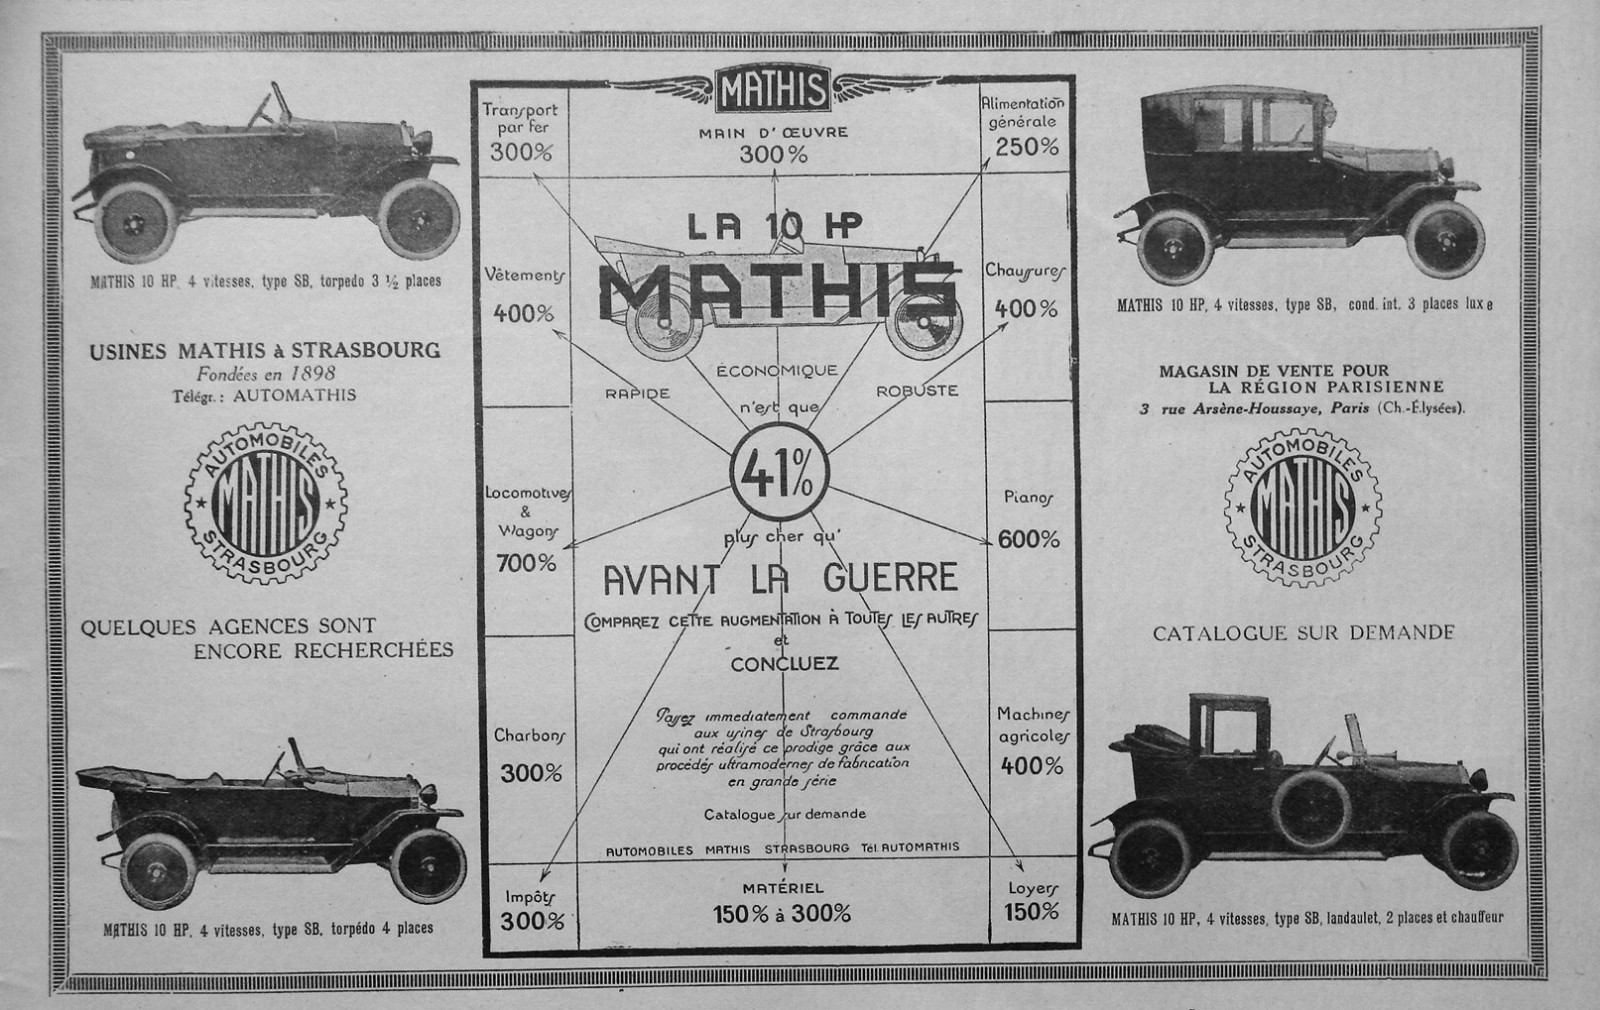 MATHIS 10 HP, 4 vitesses, type SB, torpedo 3 ½ places
USINES MATHIS à STRASBOURG
Fondées en 1898
Télégr.: AUTOMATHIS
AUTOMOBILES
MATHIS
STRASBOURG
QUELQUES AGENCES SONT
ENCORE RECHERCHÉES
MATHIS 10 HP, 4 vitesses, type SB, torpédo 4 places
MATHIS
Transport
par fer
300%
MAIN D'ŒUVRE
300%
Alimentation
générale
250%
LA 10 HP
MATHIS
Vêtements
400%
Chaussures
400%
ÉCONOMIQUE
RAPIDE
ROBUSTE
n'est que
41%
plus cher qu'
AVANT LA GUERRE
COMPAREZ CETTE AUGMENTATION À TOUTES LES AUTRES
et
CONCLUEZ
Locomotives
&
Wagons
700%
Pianos
600%
Passez immediatement commande
aux usines de Strasbourg
qui ont réalisé ce prodige grâce aux
procédés ultramodernes de fabrication
en grande série
Catalogue sur demande
AUTOMOBILES MATHIS STRASBOURG Tél. AUTOMATHIS
Charbons
300%
Machines
agricoles
400%
Impôts
300%
MATÉRIEL
150% à 300%
Loyers
150%
MATHIS 10 HP, 4 vitesses, type SB, cond. int. 3 places luxe
MAGASIN DE VENTE POUR
LA RÉGION PARISIENNE
3 rue Arsène-Houssaye, Paris (Ch.-Élysées).
AUTOMOBILES
MATHIS
STRASBOURG
CATALOGUE SUR DEMANDE
MATHIS 10 HP, 4 vitesses, type SB, landaulet, 2 places et chauffeur